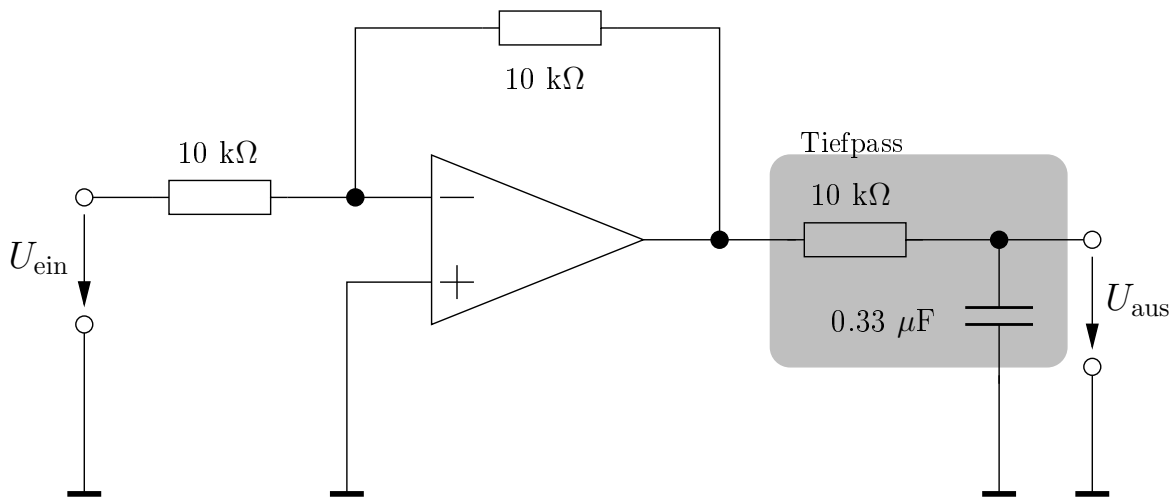 10 kΩ
10 kΩ
Tiefpass
10 kΩ
U_ein
−
+
0.33 μF
U_aus